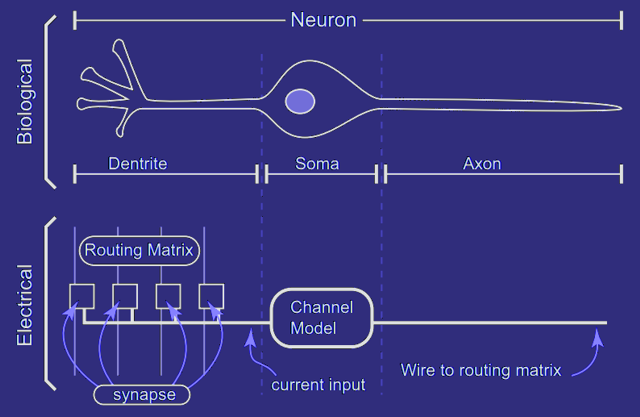 Neuron
Biological
Dentrite
Soma
Axon
Electrical
Routing Matrix
Channel
Model
synapse
current input
Wire to routing matrix